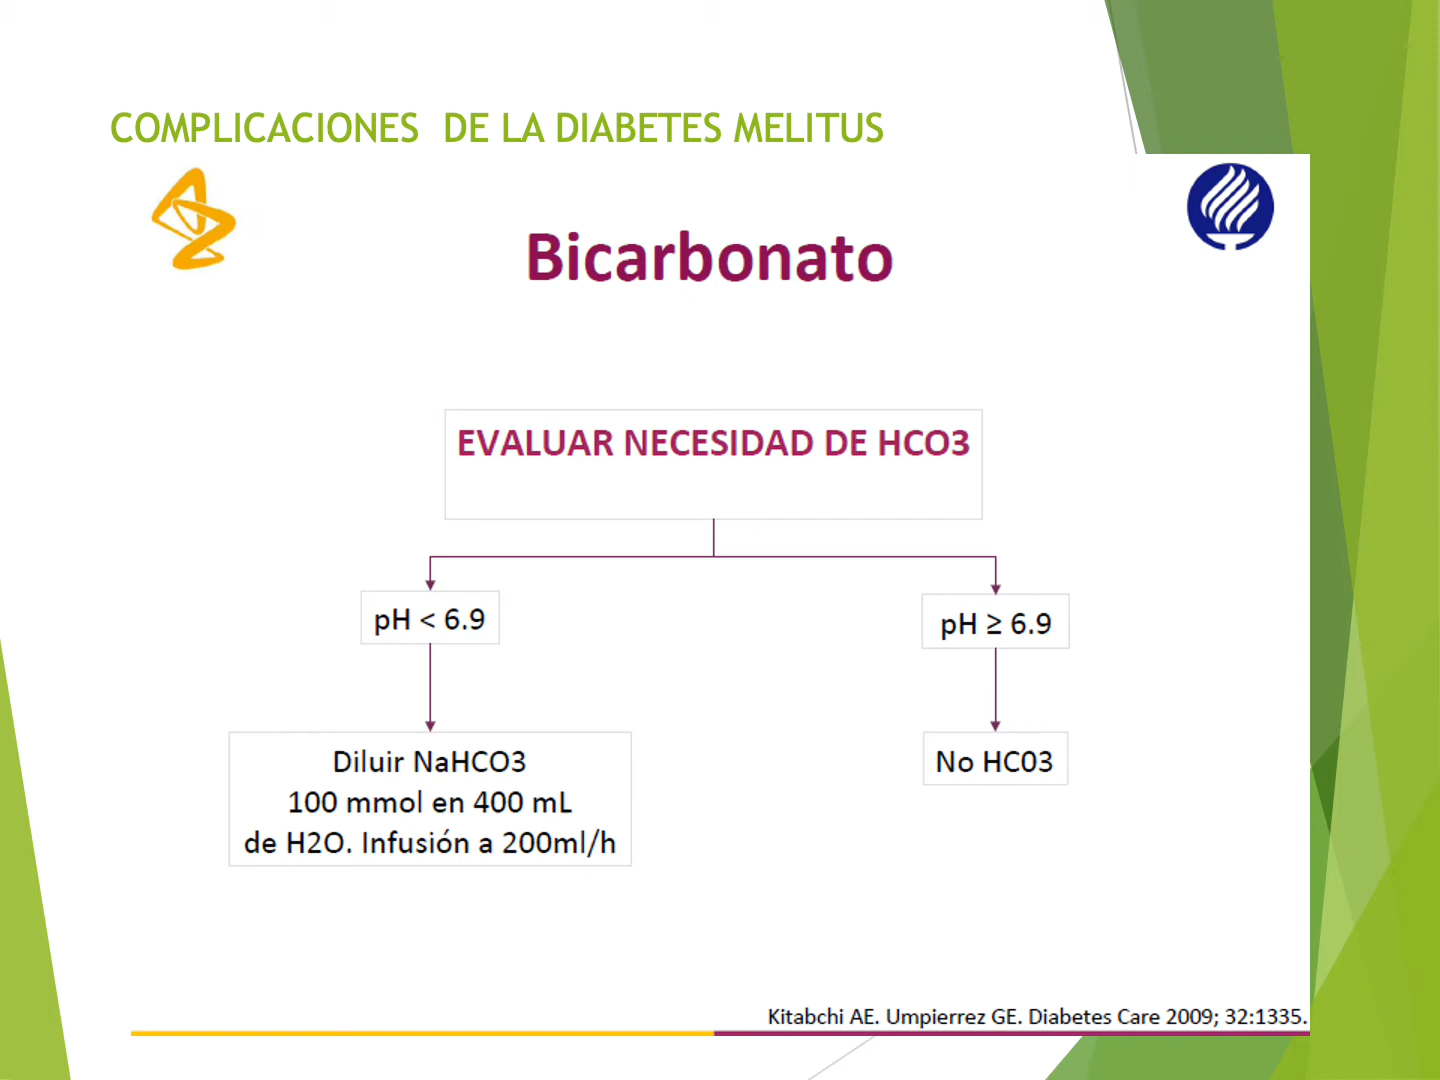 COMPLICACIONES DE LA DIABETES MELITUS
Bicarbonato
EVALUAR NECESIDAD DE HCO3
pH < 6.9
pH ≥ 6.9
Diluir NaHCO3
100 mmol en 400 mL
de H2O. Infusión a 200ml/h
No HC03
Kitabchi AE. Umpierrez GE. Diabetes Care 2009; 32:1335.